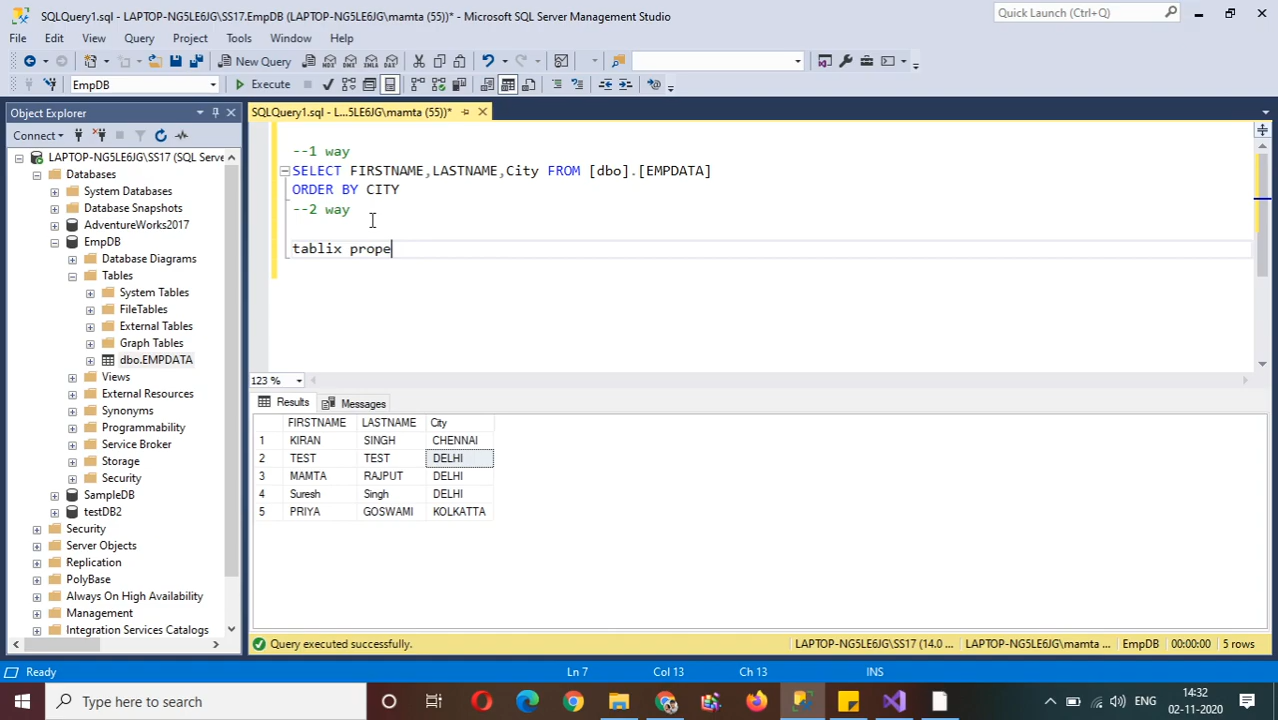 SQLQuery1.sql - LAPTOP-NG5LE6JG\SS17.EmpDB (LAPTOP-NG5LE6JG\mamta (55))* - Microsoft SQL Server Management Studio
Quick Launch (Ctrl+Q)
File Edit View Query Project Tools Window Help
New Query MDX DMX XMLA DAX
EmpDB Execute
Object Explorer
SQLQuery1.sql - L...5LE6JG\mamta (55))*
Connect
LAPTOP-NG5LE6JG\SS17 (SQL Serve
Databases
System Databases
Database Snapshots
AdventureWorks2017
EmpDB
Database Diagrams
Tables
System Tables
FileTables
External Tables
Graph Tables
dbo.EMPDATA
Views
External Resources
Synonyms
Programmability
Service Broker
Storage
Security
SampleDB
testDB2
Security
Server Objects
Replication
PolyBase
Always On High Availability
Management
Integration Services Catalogs
--1 way
SELECT FIRSTNAME,LASTNAME,City FROM [dbo].[EMPDATA]
ORDER BY CITY
--2 way
tablix prope
123 %
Results Messages
FIRSTNAME LASTNAME City
1 KIRAN SINGH CHENNAI
2 TEST TEST DELHI
3 MAMTA RAJPUT DELHI
4 Suresh Singh DELHI
5 PRIYA GOSWAMI KOLKATTA
Query executed successfully. LAPTOP-NG5LE6JG\SS17 (14.0 ... LAPTOP-NG5LE6JG\mamta ... EmpDB 00:00:00 5 rows
Ready Ln 7 Col 13 Ch 13 INS
Type here to search
ENG
14:32
02-11-2020